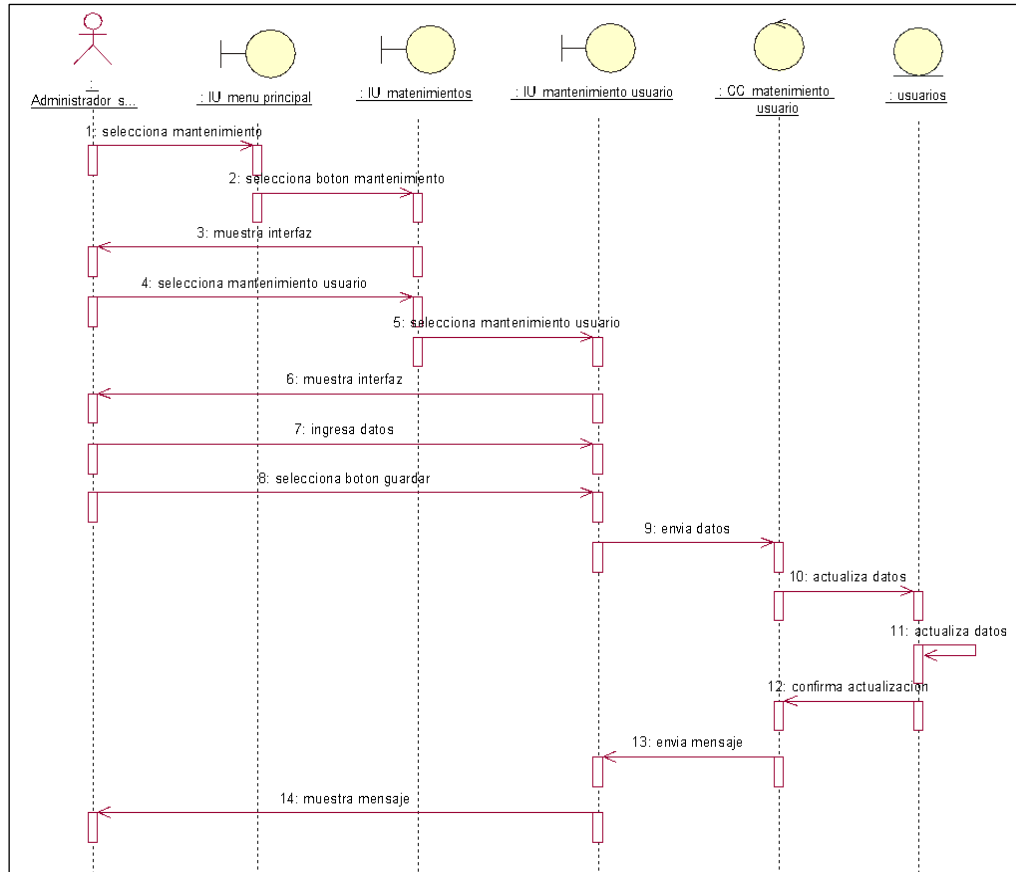 :
Administrador s...
: IU menu principal
: IU matenimientos
: IU mantenimiento usuario
: CC matenimiento
usuario
: usuarios
1: selecciona mantenimiento
2: selecciona boton mantenimiento
3: muestra interfaz
4: selecciona mantenimiento usuario
5: selecciona mantenimiento usuario
6: muestra interfaz
7: ingresa datos
8: selecciona boton guardar
9: envia datos
10: actualiza datos
11: actualiza datos
12: confirma actualizacion
13: envia mensaje
14: muestra mensaje